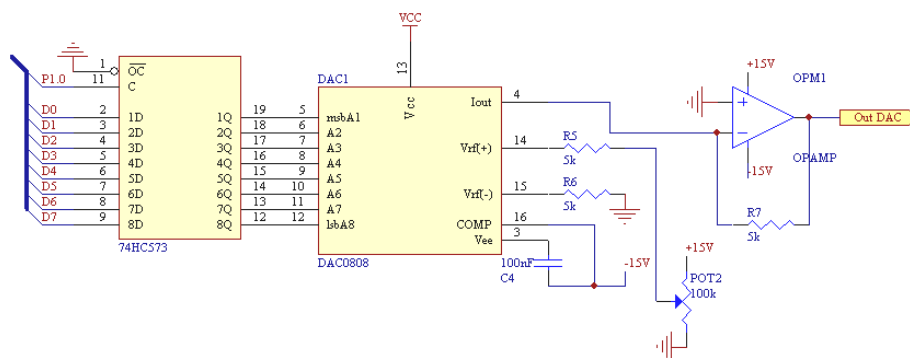 VCC
1
OC
P1.0
11
C
D0
2
1D
1Q
19
5
msbA1
D1
3
2D
2Q
18
6
A2
D2
4
3D
3Q
17
7
A3
D3
5
4D
4Q
16
8
A4
D4
6
5D
5Q
15
9
A5
D5
7
6D
6Q
14
10
A6
D6
8
7D
7Q
13
11
A7
D7
9
8D
8Q
12
12
lsbA8
74HC573
DAC1
13
Vcc
Iout
4
Vrf(+)
14
R5
5k
Vrf(-)
15
R6
5k
COMP
16
Vee
3
DAC0808
100nF
C4
-15V
+15V
POT2
100k
+15V
OPM1
+
-
-15V
OPAMP
R7
5k
Out DAC